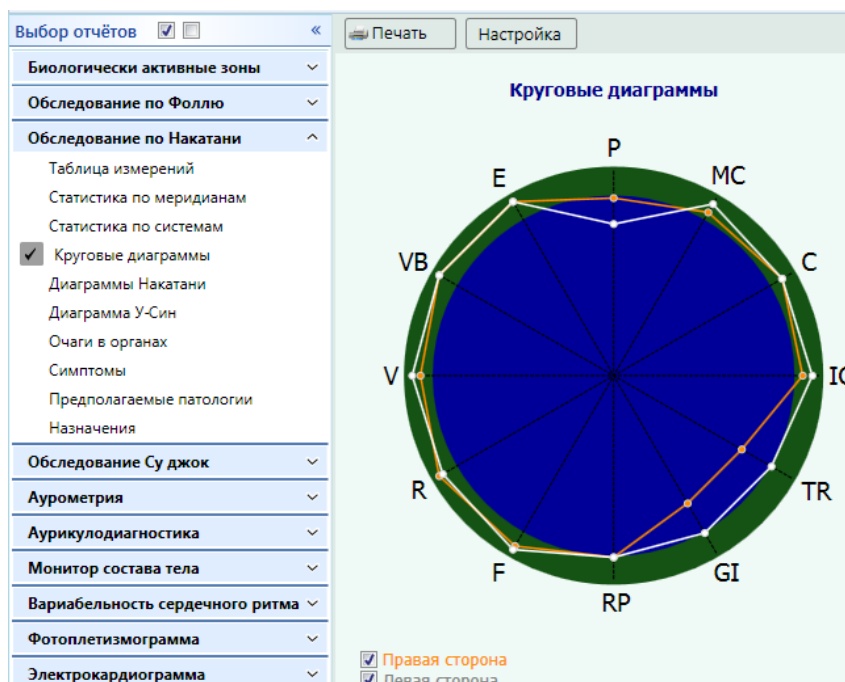 Выбор отчётов «
Печать
Настройка
Биологически активные зоны
Обследование по Фоллю
Обследование по Накатани
Таблица измерений
Статистика по меридианам
Статистика по системам
Круговые диаграммы
Диаграммы Накатани
Диаграмма У-Син
Очаги в органах
Симптомы
Предполагаемые патологии
Назначения
Обследование Су джок
Аурометрия
Аурикулодиагностика
Монитор состава тела
Вариабельность сердечного ритма
Фотоплетизмограмма
Электрокардиограмма
Круговые диаграммы
P
MC
C
TR
GI
RP
F
R
V
VB
E
Правая сторона
Левая сторона